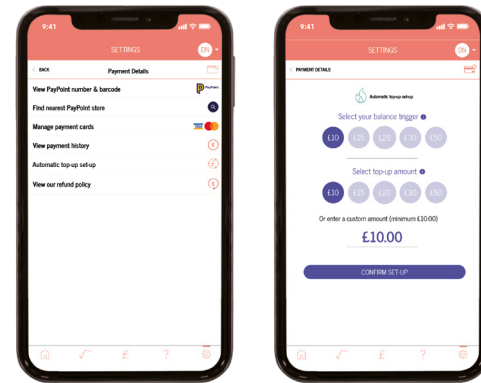 9:41
SETTINGS
DN
BACK
Payment Details
View PayPoint number & barcode
PayPoint
Find nearest PayPoint store
Manage payment cards
View payment history
Automatic top-up set-up
View our refund policy
£
?
9:41
SETTINGS
DN
PAYMENT DETAILS
Automatic top-up set-up
Select your balance trigger
£10 £15 £20 £30 £50
Select top-up amount
£10 £15 £20 £30 £50
Or enter a custom amount (minimum £10.00)
£10.00
CONFIRM SET-UP
£
?